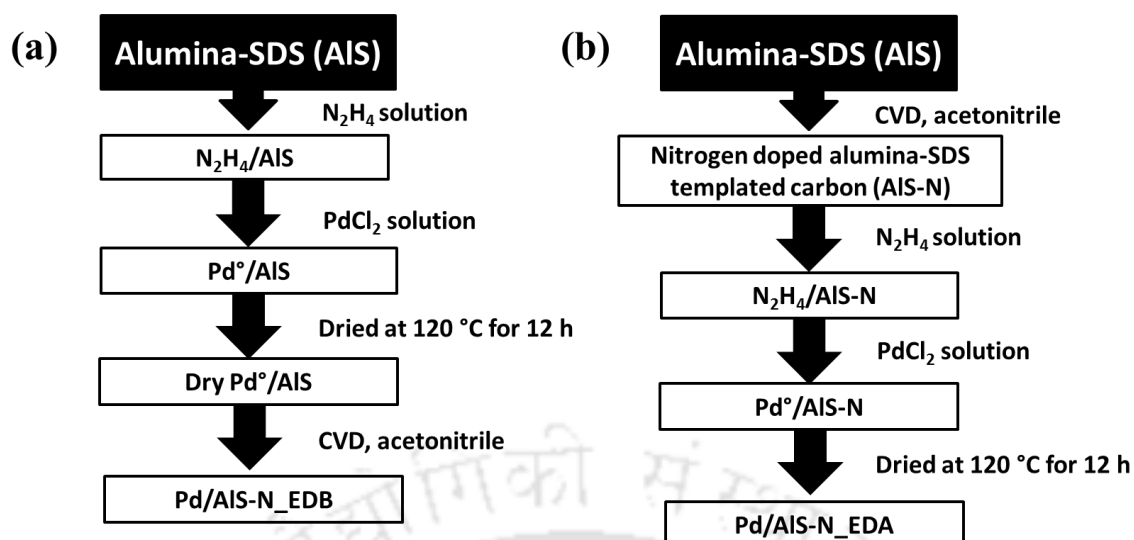 (a)
Alumina-SDS (AlS)
N₂H₄ solution
N₂H₄/AlS
PdCl₂ solution
Pd°/AlS
Dried at 120 °C for 12 h
Dry Pd°/AlS
CVD, acetonitrile
Pd/AlS-N_EDB
(b)
Alumina-SDS (AlS)
CVD, acetonitrile
Nitrogen doped alumina-SDS
templated carbon (AlS-N)
N₂H₄ solution
N₂H₄/AlS-N
PdCl₂ solution
Pd°/AlS-N
Dried at 120 °C for 12 h
Pd/AlS-N_EDA